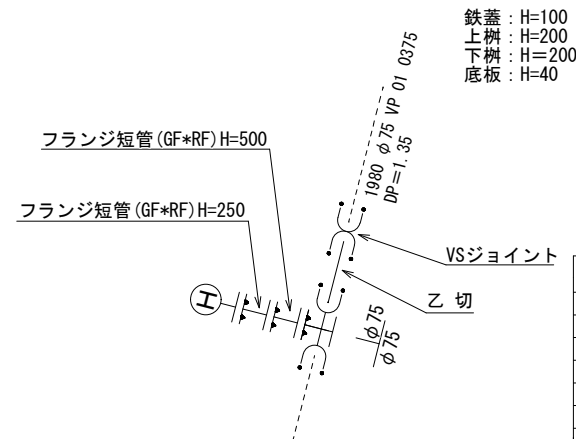 鉄蓋：H=100
上桝：H=200
下桝：H＝200
底板：H=40
1980 φ75 VP 01 0375
DP＝1.35
フランジ短管(GF*RF)H=500
フランジ短管(GF*RF)H=250
VSジョイント
乙 切
H
φ75
φ75